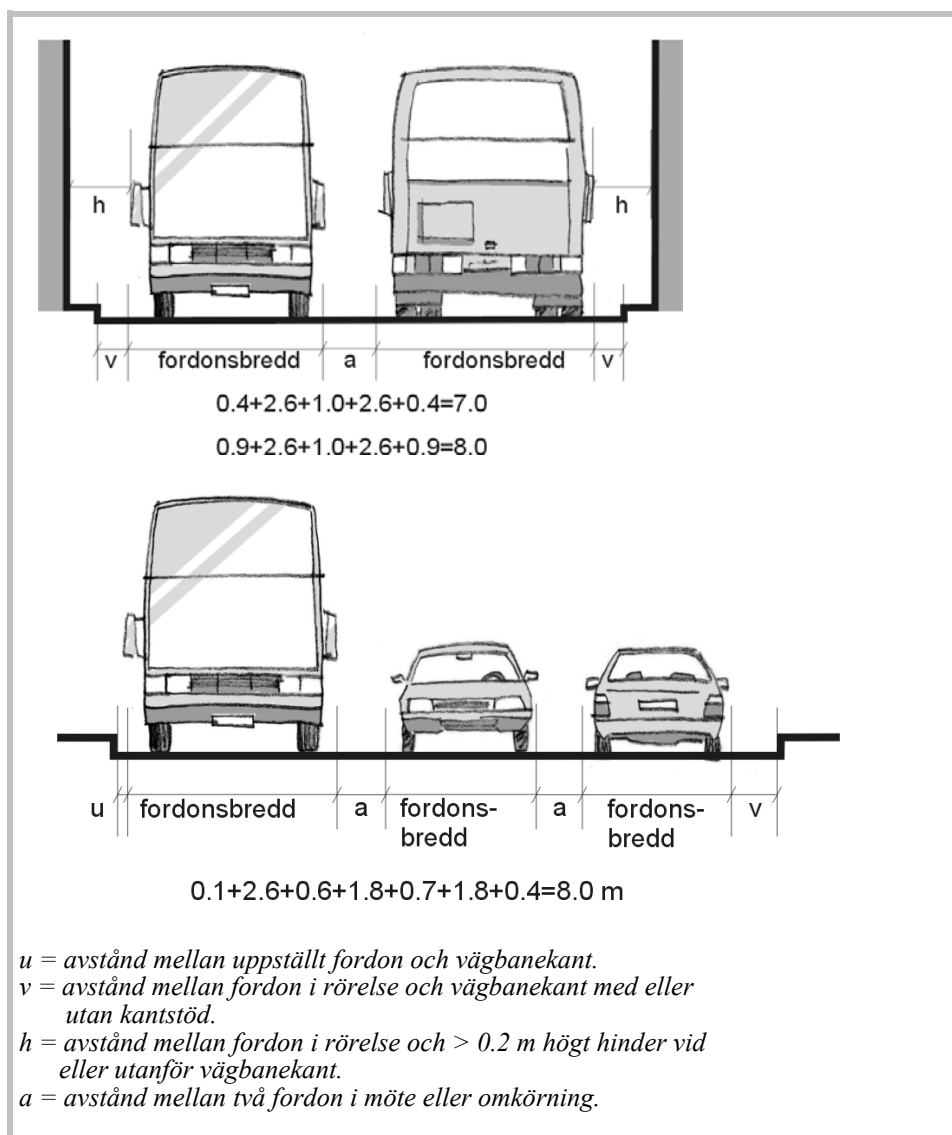 h
h
v
fordonsbredd
a
fordonsbredd
v
0.4+2.6+1.0+2.6+0.4=7.0
0.9+2.6+1.0+2.6+0.9=8.0
u
fordonsbredd
a
fordons-
bredd
a
fordons-
bredd
v
0.1+2.6+0.6+1.8+0.7+1.8+0.4=8.0 m
u = avstånd mellan uppställt fordon och vägbanekant.
v = avstånd mellan fordon i rörelse och vägbanekant med eller
utan kantstöd.
h = avstånd mellan fordon i rörelse och > 0.2 m högt hinder vid
eller utanför vägbanekant.
a = avstånd mellan två fordon i möte eller omkörning.